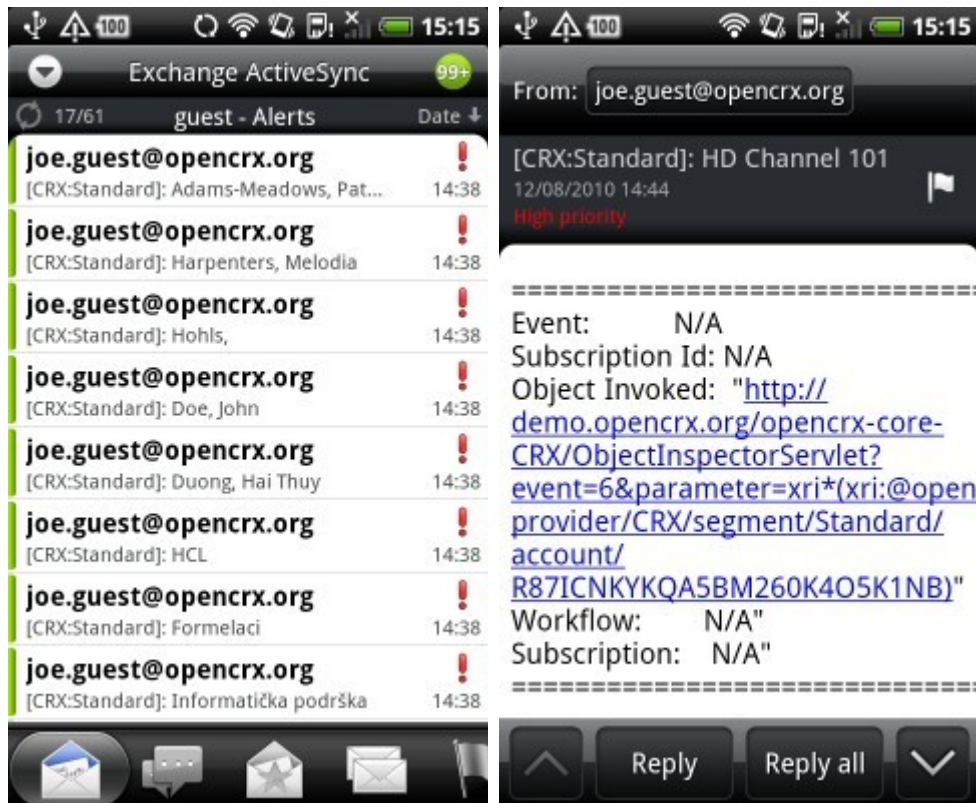 100 15:15
Exchange ActiveSync 99+
17/61 guest - Alerts Date
joe.guest@opencrx.org
[CRX:Standard]: Adams-Meadows, Pat... 14:38
joe.guest@opencrx.org
[CRX:Standard]: Harpenters, Melodia 14:38
joe.guest@opencrx.org
[CRX:Standard]: Hohls, 14:38
joe.guest@opencrx.org
[CRX:Standard]: Doe, John 14:38
joe.guest@opencrx.org
[CRX:Standard]: Duong, Hai Thuy 14:38
joe.guest@opencrx.org
[CRX:Standard]: HCL 14:38
joe.guest@opencrx.org
[CRX:Standard]: Formelaci 14:38
joe.guest@opencrx.org
[CRX:Standard]: Informatička podrška 14:38
100 15:15
From: joe.guest@opencrx.org
[CRX:Standard]: HD Channel 101
12/08/2010 14:44
High priority
==============================
Event: N/A
Subscription Id: N/A
Object Invoked: "http://
demo.opencrx.org/opencrx-core-
CRX/ObjectInspectorServlet?
event=6&parameter=xri*(xri:@open
provider/CRX/segment/Standard/
account/
R87ICNKYKQA5BM260K4O5K1NB)"
Workflow: N/A"
Subscription: N/A"
==============================
Reply Reply all